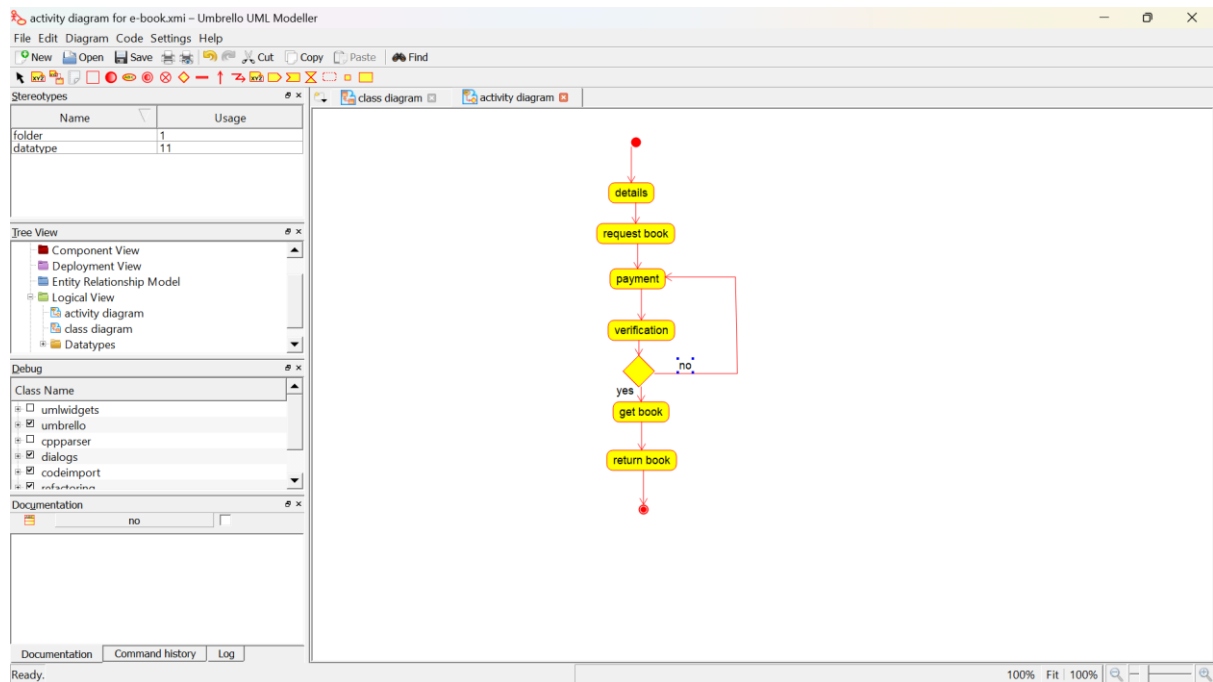 activity diagram for e-book.xmi – Umbrello UML Modeller
File Edit Diagram Code Settings Help
New Open Save Cut Copy Paste Find
Stereotypes
class diagram activity diagram
Name Usage
folder 1
datatype 11
Tree View
Component View
Deployment View
Entity Relationship Model
Logical View
activity diagram
class diagram
Datatypes
Debug
Class Name
umlwidgets
umbrello
cppparser
dialogs
codeimport
refactoring
Documentation
no
Documentation Command history Log
details
request book
payment
verification
no
yes
get book
return book
Ready.
100% Fit 100%